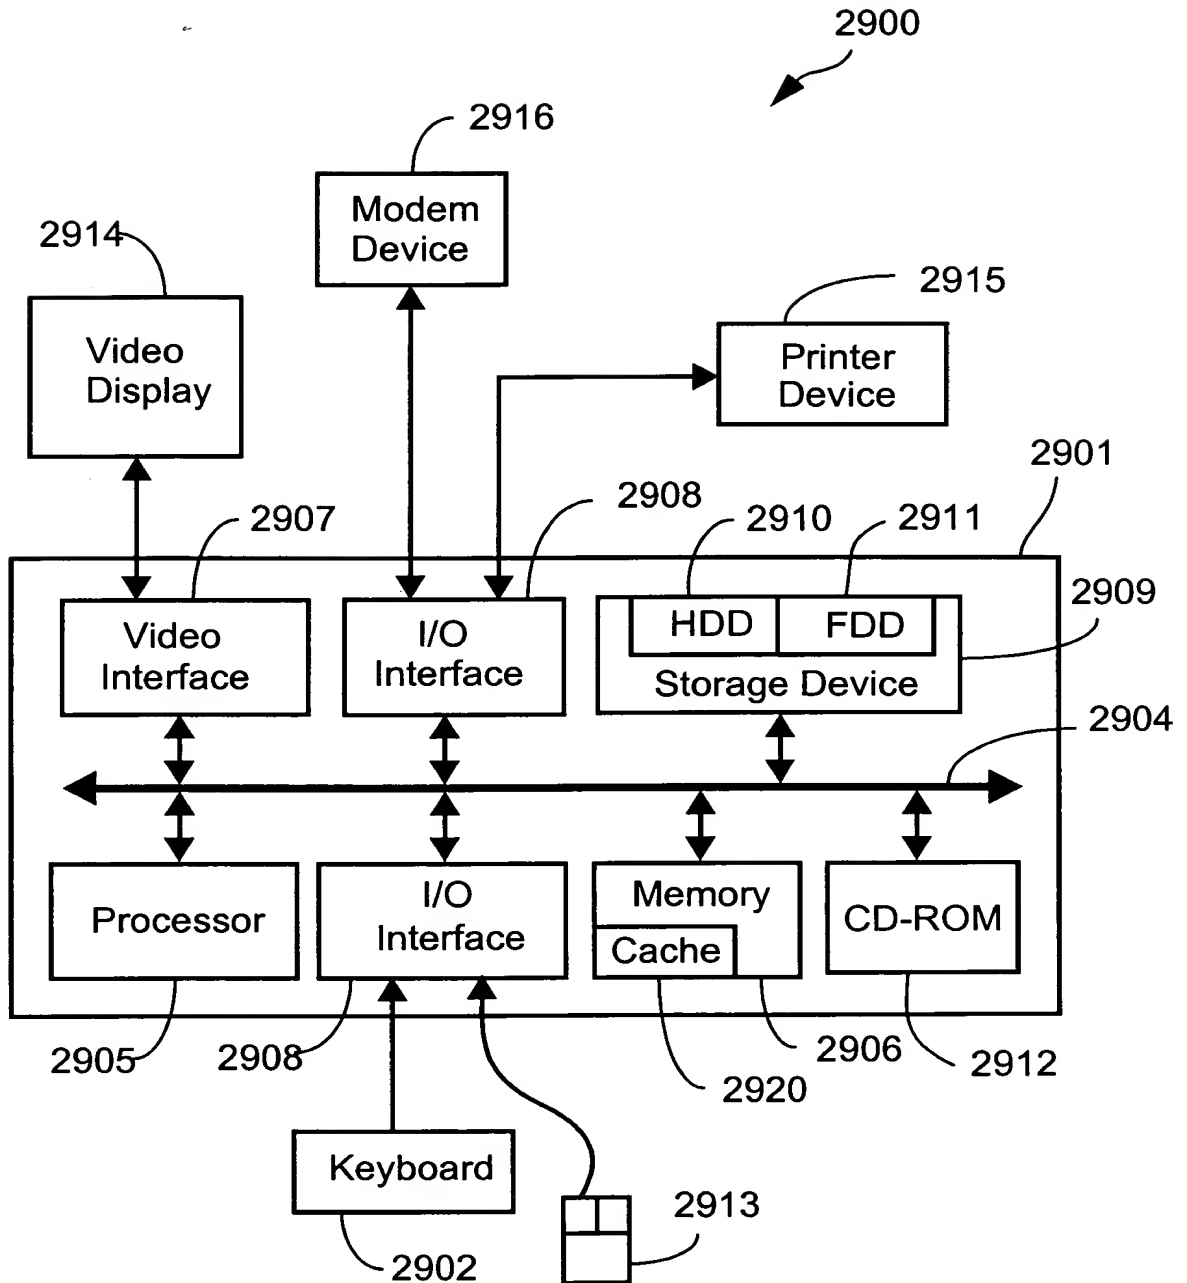 2900
2916
Modem
Device
2914
Video
Display
2915
Printer
Device
2901
2907
2908
2910
2911
2909
Video
Interface
I/O
Interface
HDD
FDD
Storage Device
2904
Processor
I/O
Interface
Memory
Cache
CD-ROM
2905
2908
2920
2906
2912
Keyboard
2902
2913